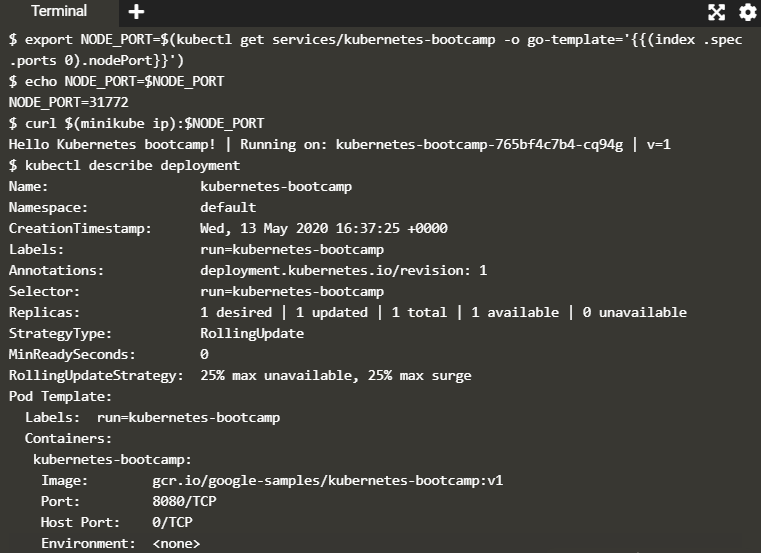 Terminal
$ export NODE_PORT=$(kubectl get services/kubernetes-bootcamp -o go-template='{{(index .spec
.ports 0).nodePort}}')
$ echo NODE_PORT=$NODE_PORT
NODE_PORT=31772
$ curl $(minikube ip):$NODE_PORT
Hello Kubernetes bootcamp! | Running on: kubernetes-bootcamp-765bf4c7b4-cq94g | v=1
$ kubectl describe deployment
Name:                   kubernetes-bootcamp
Namespace:              default
CreationTimestamp:      Wed, 13 May 2020 16:37:25 +0000
Labels:                 run=kubernetes-bootcamp
Annotations:            deployment.kubernetes.io/revision: 1
Selector:               run=kubernetes-bootcamp
Replicas:               1 desired | 1 updated | 1 total | 1 available | 0 unavailable
StrategyType:           RollingUpdate
MinReadySeconds:        0
RollingUpdateStrategy:  25% max unavailable, 25% max surge
Pod Template:
  Labels:  run=kubernetes-bootcamp
  Containers:
   kubernetes-bootcamp:
    Image:        gcr.io/google-samples/kubernetes-bootcamp:v1
    Port:         8080/TCP
    Host Port:    0/TCP
    Environment:  <none>